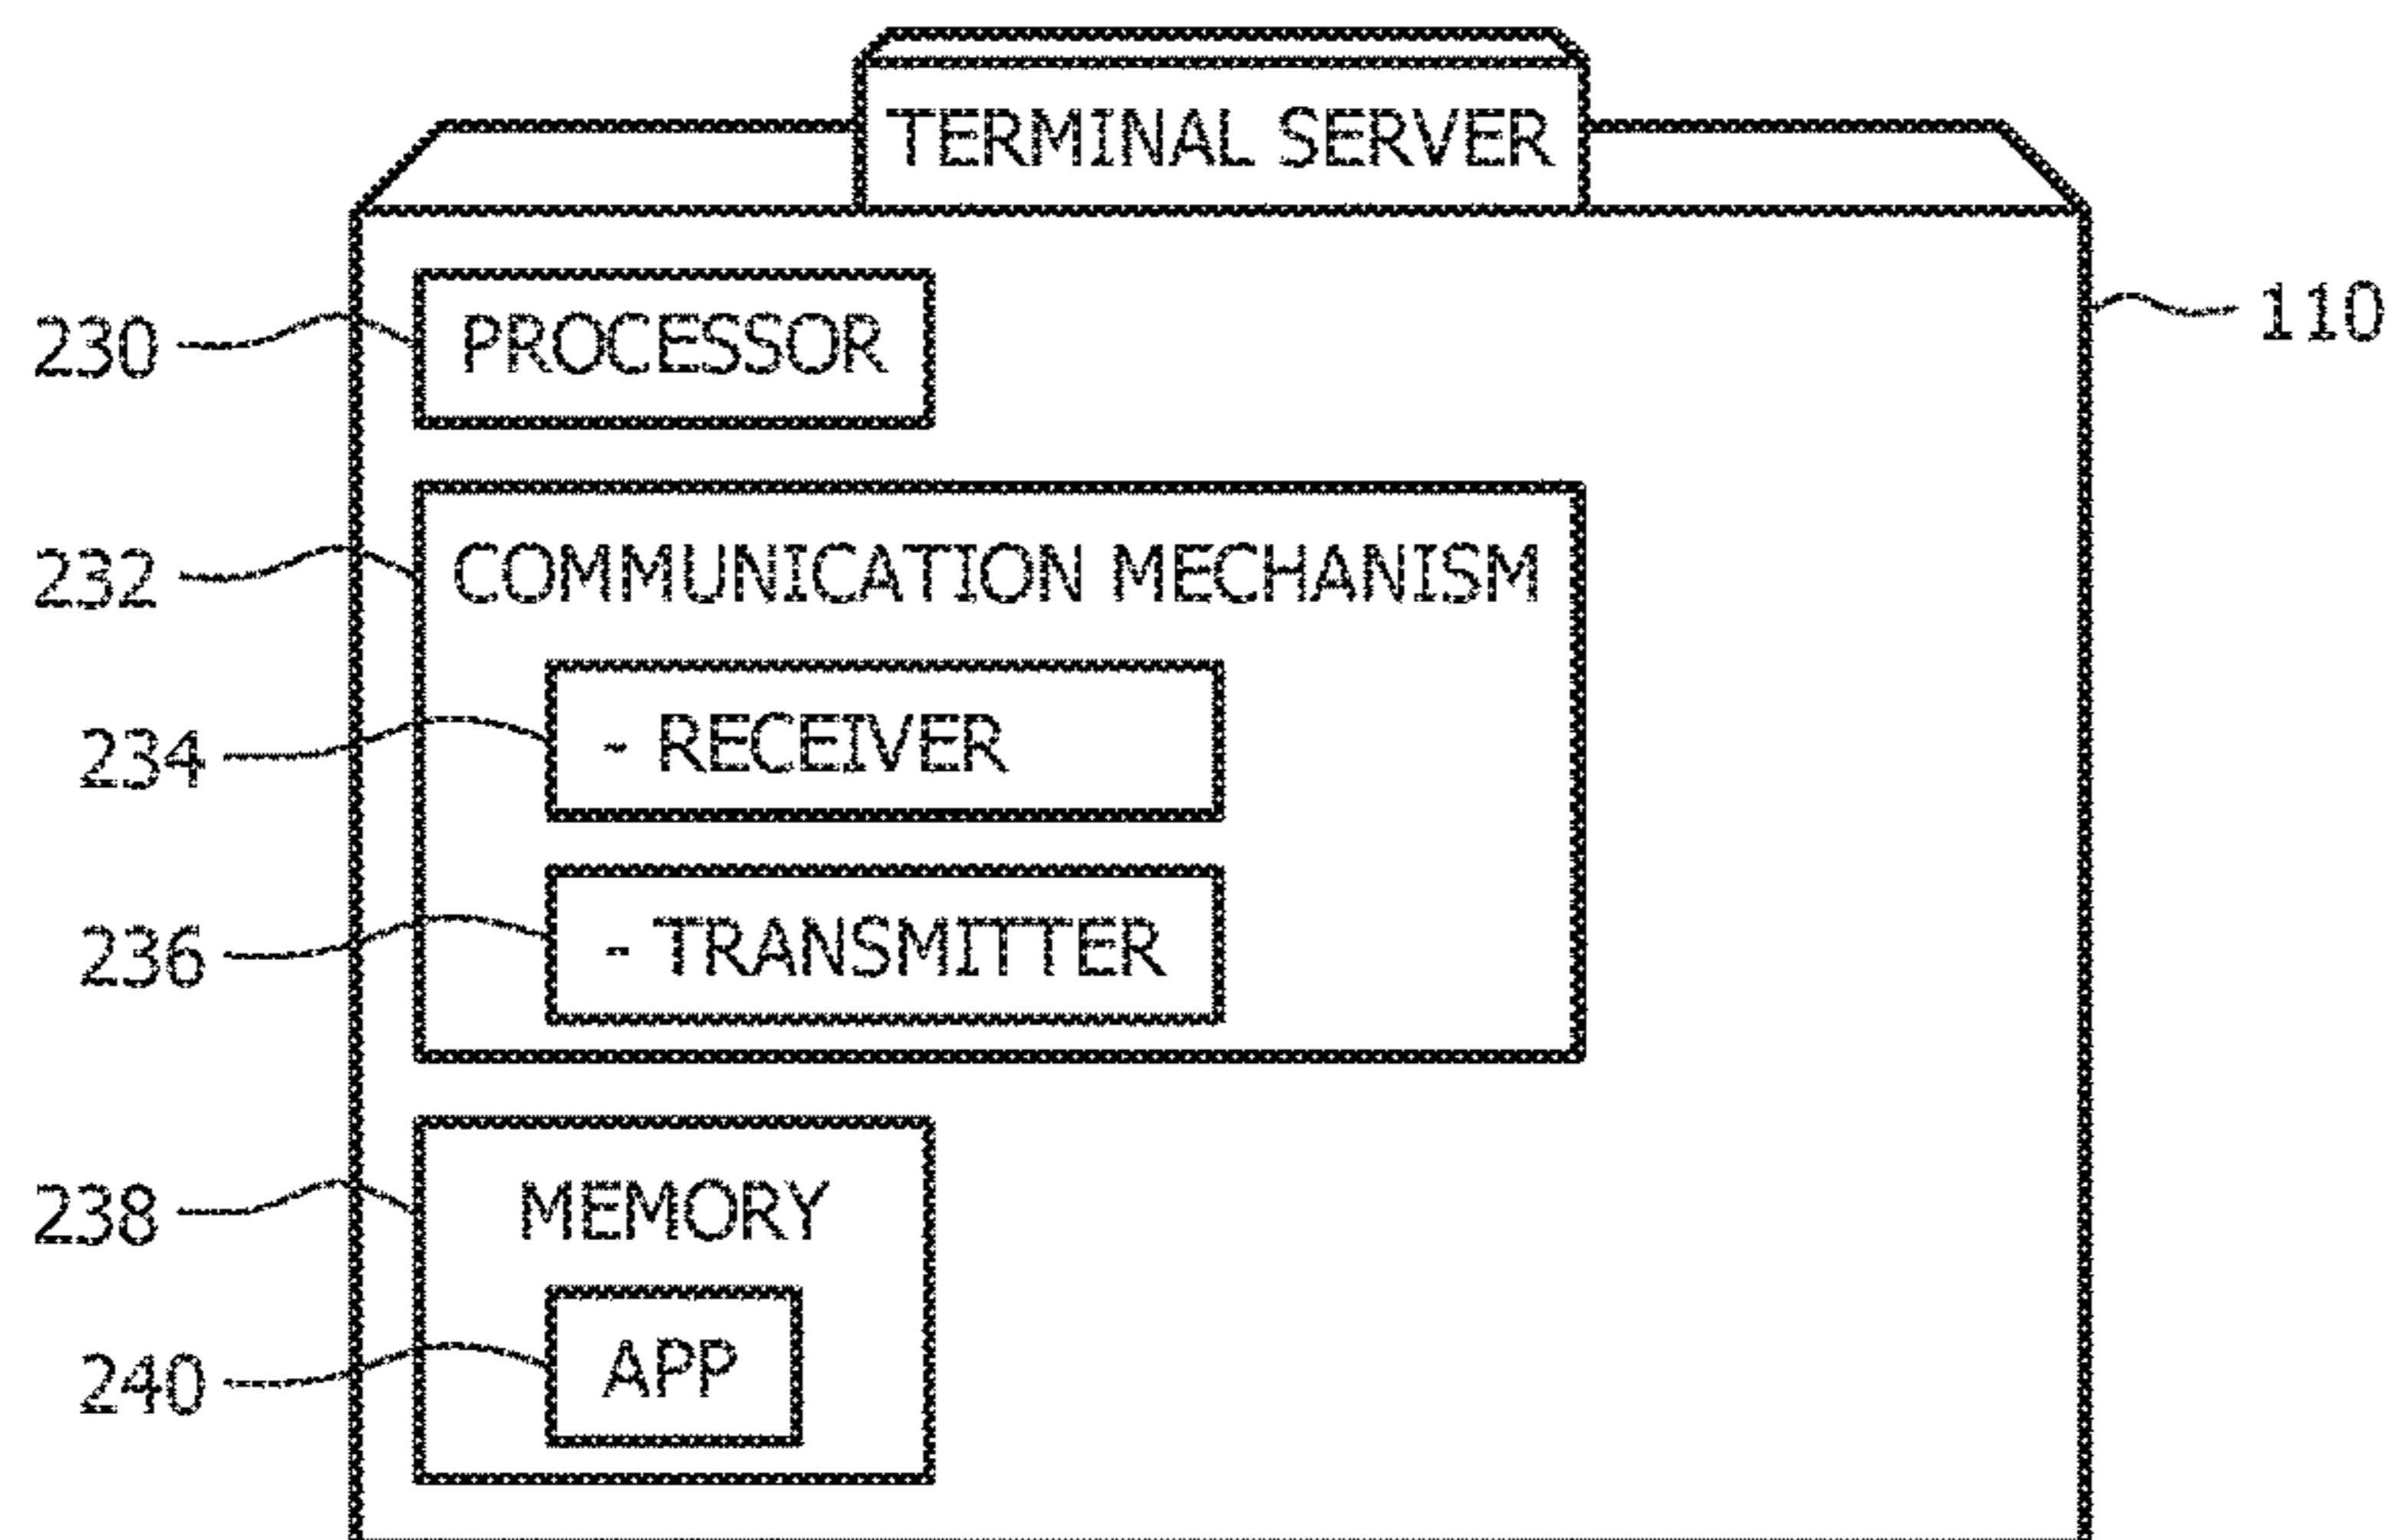 TERMINAL SERVER
110
230 PROCESSOR
232 COMMUNICATION MECHANISM
234 - RECEIVER
236 - TRANSMITTER
238 MEMORY
240 APP